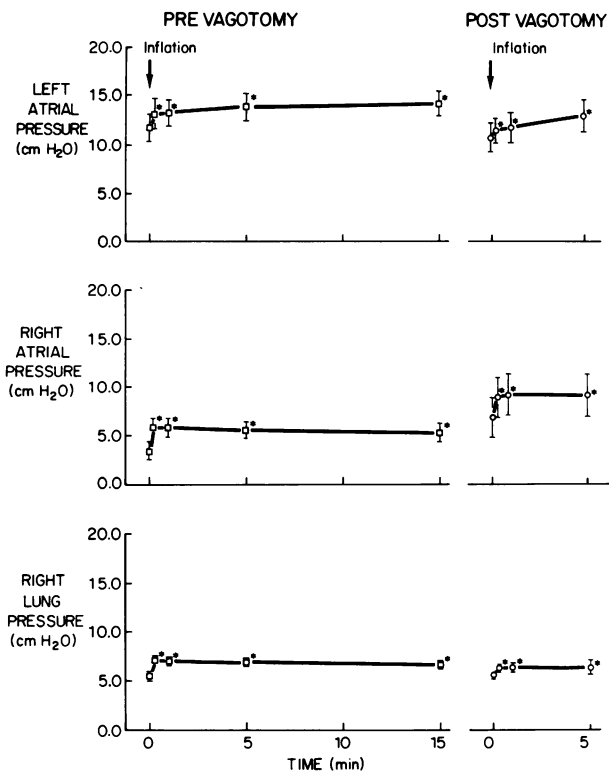 PRE VAGOTOMY
POST VAGOTOMY
Inflation
Inflation
LEFT
ATRIAL
PRESSURE
(cm H₂O)
20.0
15.0
10.0
5.0
0.0
* * * *
* * *
RIGHT
ATRIAL
PRESSURE
(cm H₂O)
20.0
15.0
10.0
5.0
0.0
* * * *
* * *
RIGHT
LUNG
PRESSURE
(cm H₂O)
20.0
15.0
10.0
5.0
0.0
* * * *
* * *
0 5 10 15
0 5
TIME (min)